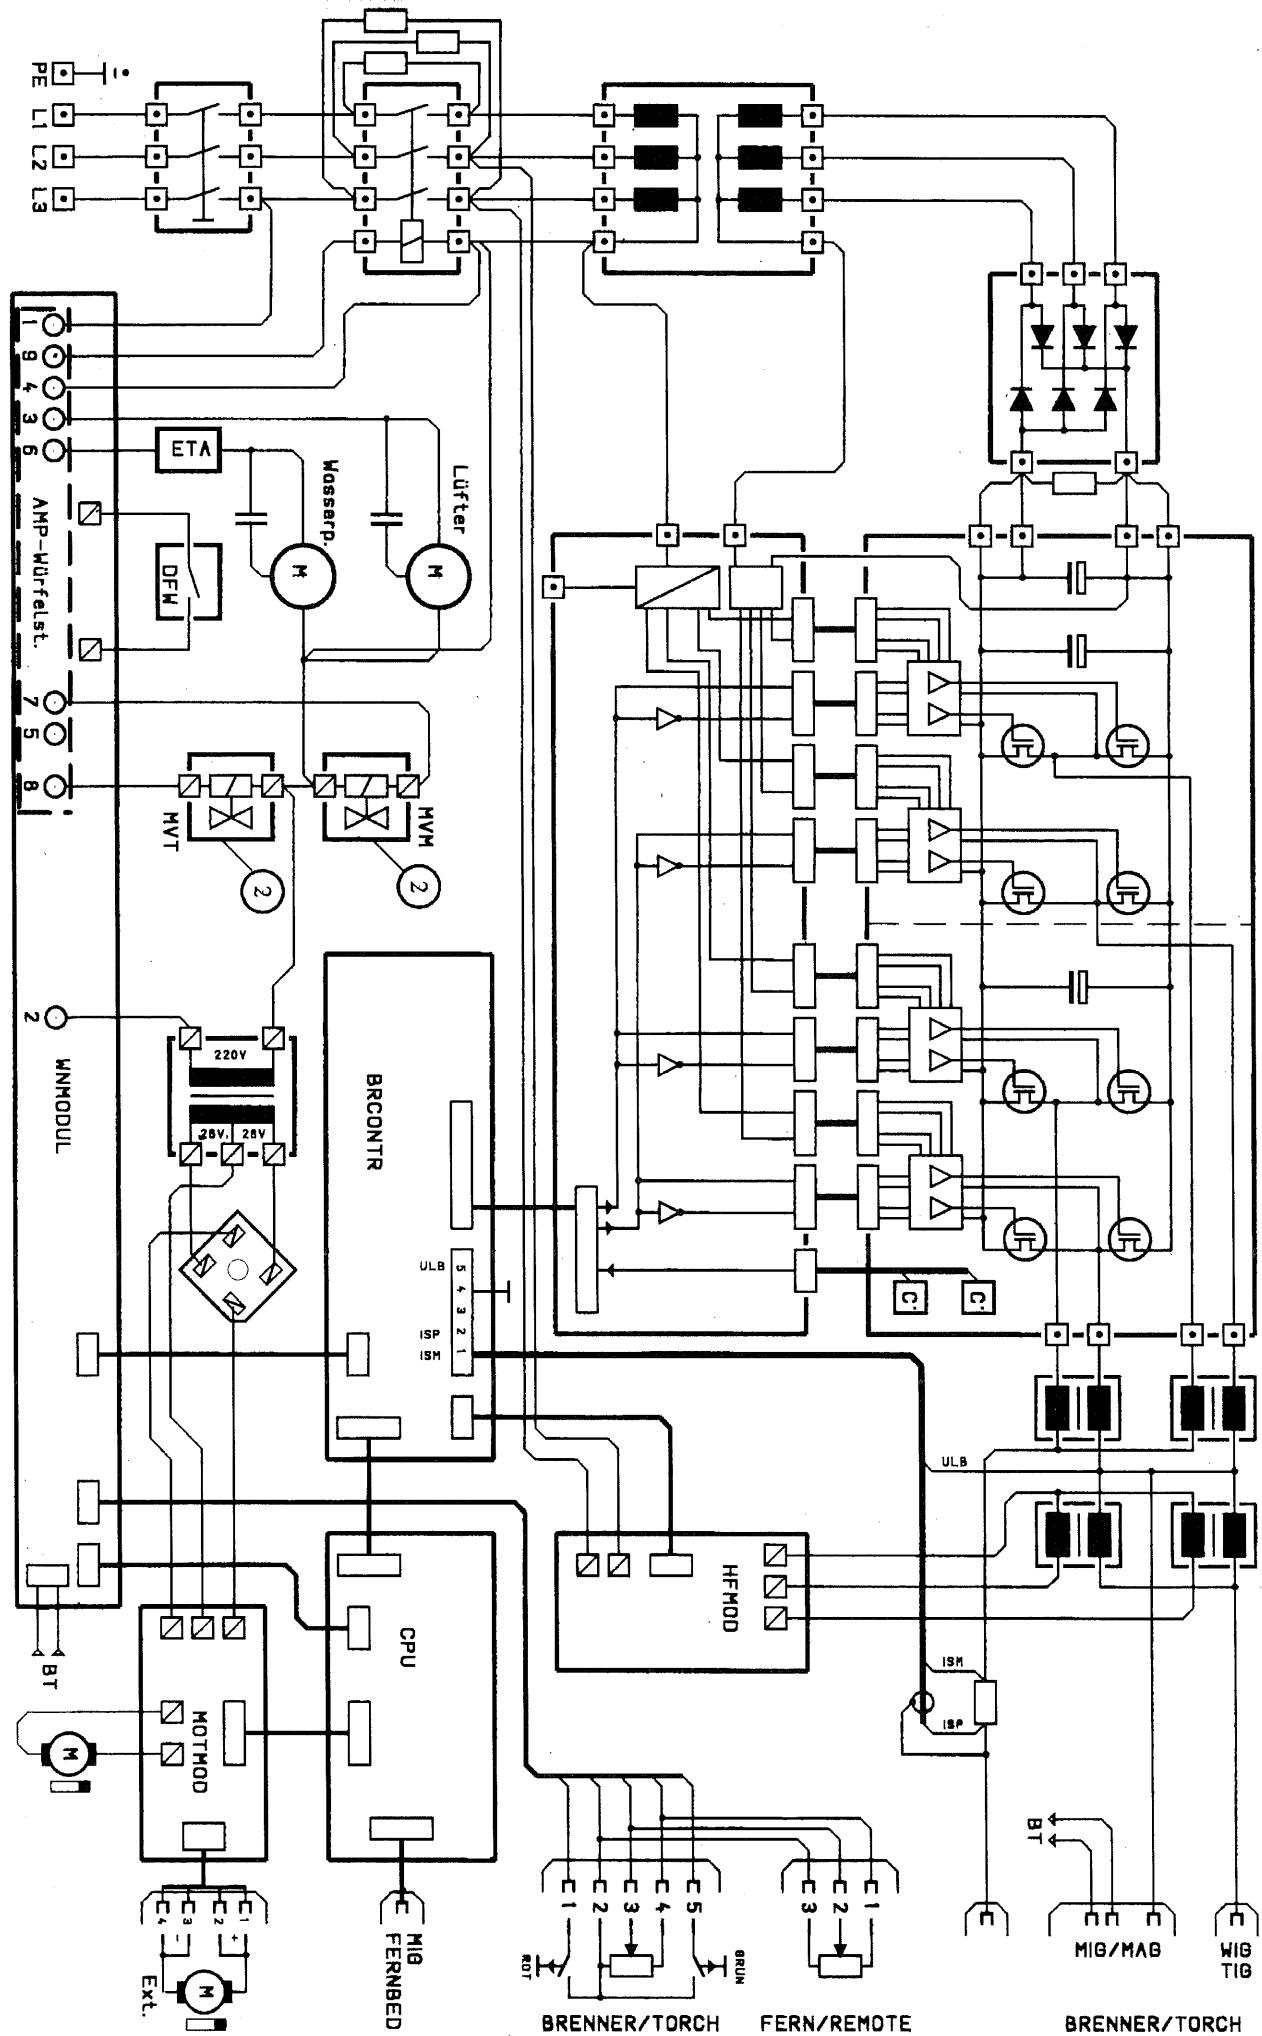 PE
L1
L2
L3
1
9
4
3
6
ETA
Wasserp.
Lüfter
M
M
AMP-Würfelst.
DFW
7
5
8
MVT
MVM
2
2
2
220V
28V, 28V
WNMODUL
BRCONTR
ULB
5
4
3
ISP
2
ISM
1
C'
C'
ULB
HFMOD
CPU
BT
MOTMOD
M
ISM
ISP
BT
1 +
2
3 -
4
M
Ext.
MIG
FERNBED
1
2
3
4
5
ROT
BRUN
BRENNER/TORCH
3
2
1
FERN/REMOTE
MIG/MAG
WIG
TIG
BRENNER/TORCH